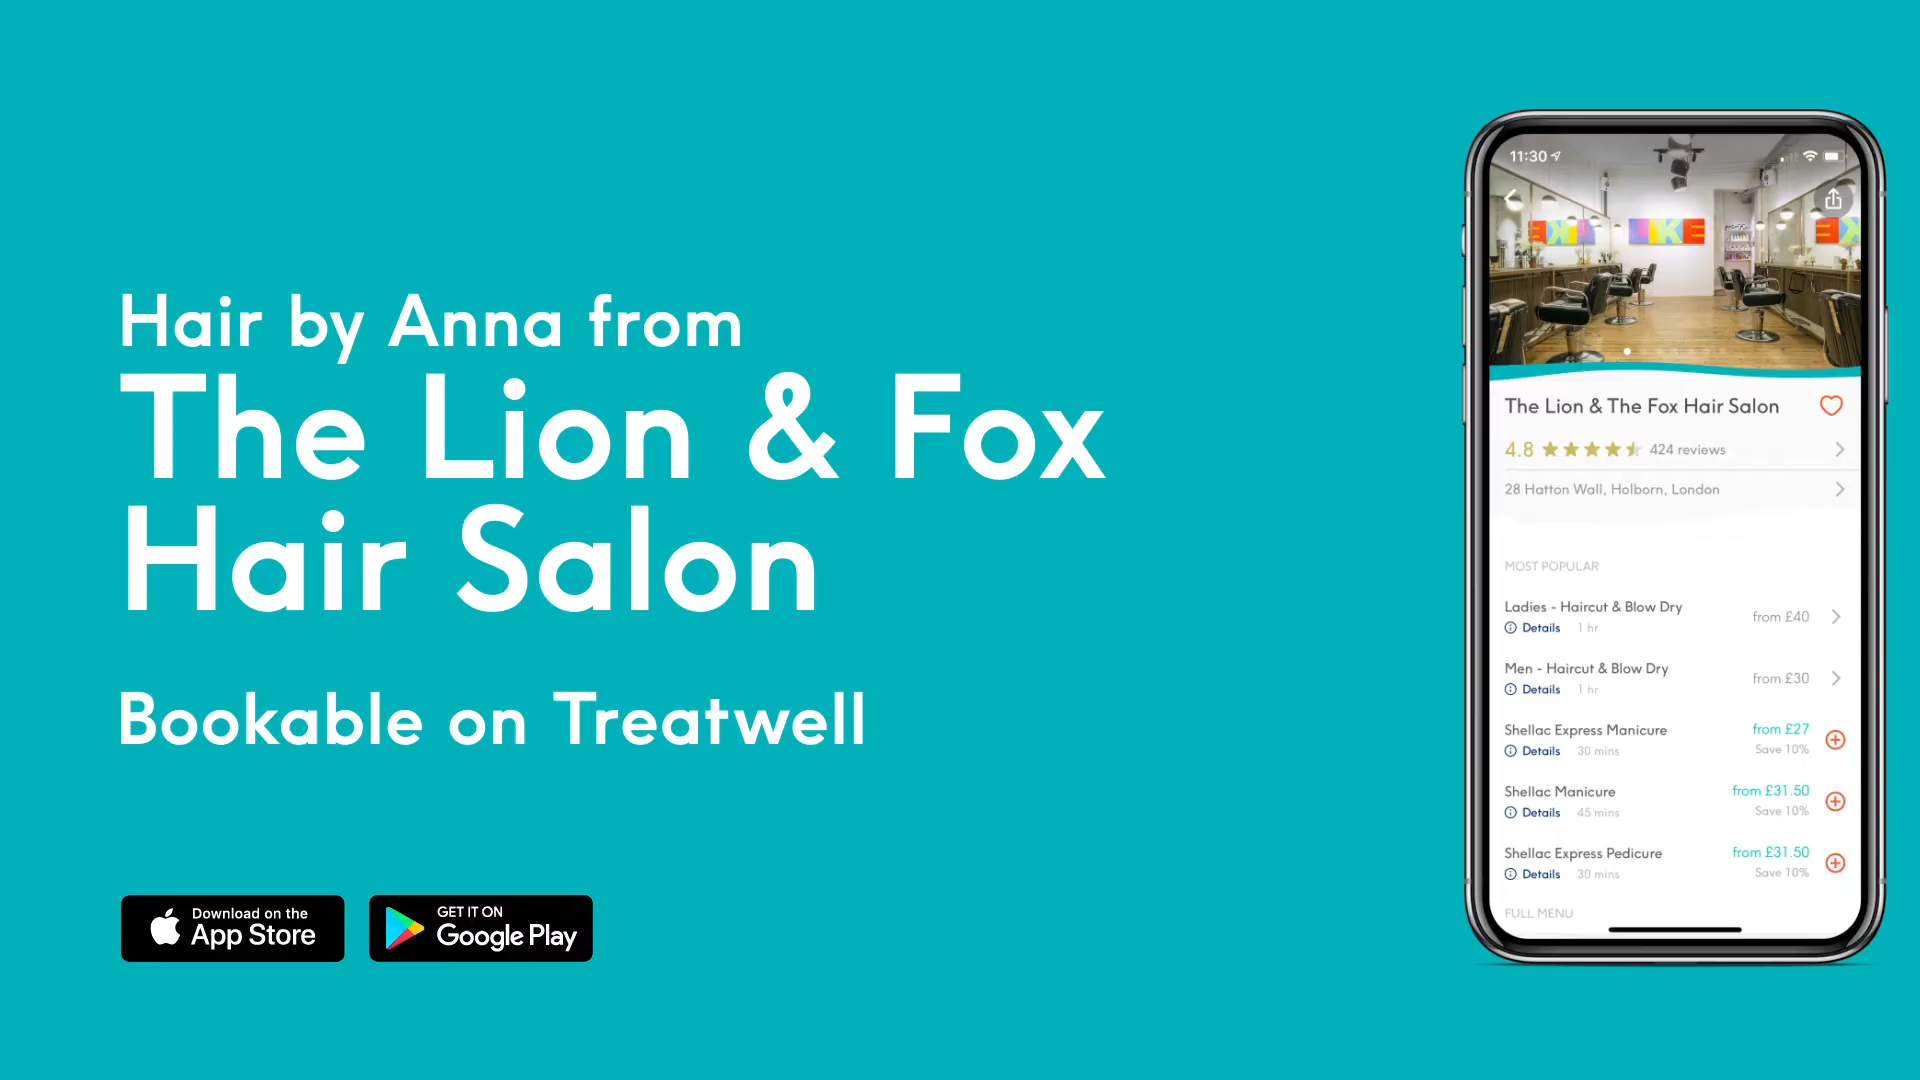 Hair by Anna from
The Lion & Fox
Hair Salon
Bookable on Treatwell
Download on the
App Store
GET IT ON
Google Play
11:30
LIKE
The Lion & The Fox Hair Salon
4.8 424 reviews
28 Hatton Wall, Holborn, London
MOST POPULAR
Ladies - Haircut & Blow Dry from £40
Details 1 hr
Men - Haircut & Blow Dry from £30
Details 1 hr
Shellac Express Manicure from £27
Details 30 mins Save 10%
Shellac Manicure from £31.50
Details 45 mins Save 10%
Shellac Express Pedicure from £31.50
Details 30 mins Save 10%
FULL MENU